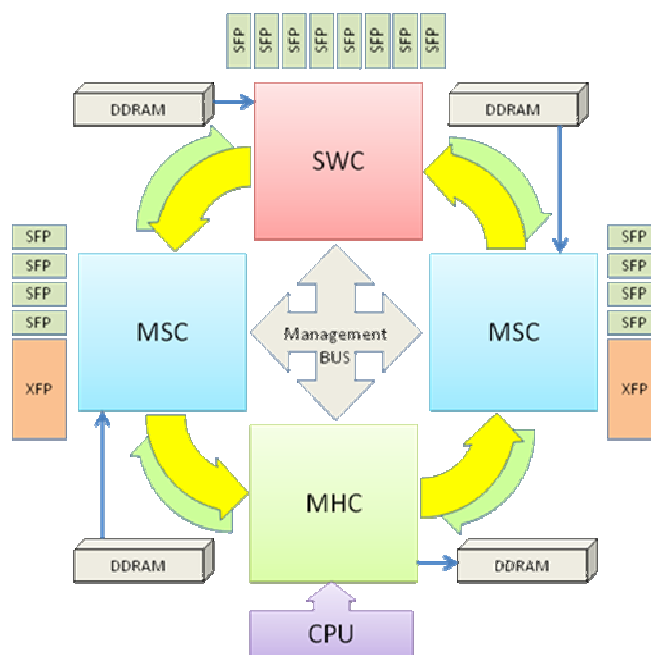 SFP SFP SFP SFP SFP SFP SFP SFP
DDRAM
DDRAM
SWC
SFP
SFP
SFP
SFP
XFP
MSC
Management
BUS
MSC
SFP
SFP
SFP
SFP
XFP
MHC
DDRAM
DDRAM
CPU